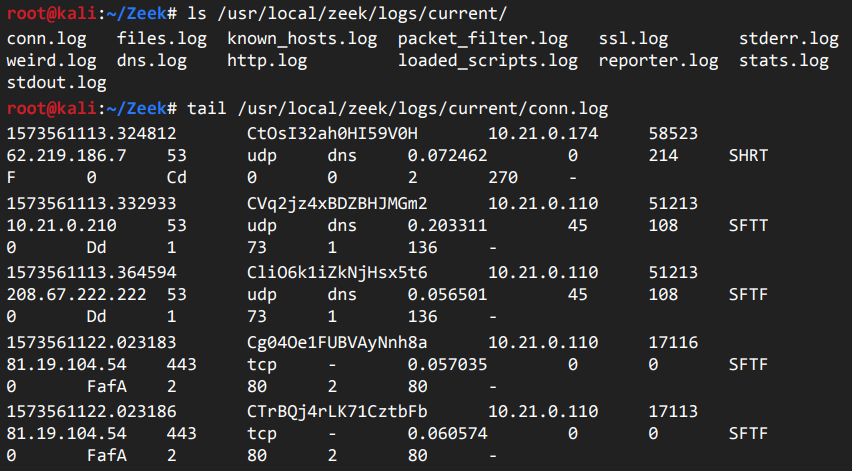 root@kali:~/Zeek# ls /usr/local/zeek/logs/current/
conn.log files.log known_hosts.log packet_filter.log ssl.log stderr.log
weird.log dns.log http.log loaded_scripts.log reporter.log stats.log
stdout.log
root@kali:~/Zeek# tail /usr/local/zeek/logs/current/conn.log
1573561113.324812 CtOsI32ah0HI59V0H 10.21.0.174 58523
62.219.186.7 53 udp dns 0.072462 0 214 SHRT
F 0 Cd 0 0 2 270 -
1573561113.332933 CVq2jz4xBDZBHJMGm2 10.21.0.110 51213
10.21.0.210 53 udp dns 0.203311 45 108 SFTT
0 Dd 1 73 1 136 -
1573561113.364594 CliO6k1iZkNjHsx5t6 10.21.0.110 51213
208.67.222.222 53 udp dns 0.056501 45 108 SFTF
0 Dd 1 73 1 136 -
1573561122.023183 Cg04Oe1FUBVAyNnh8a 10.21.0.110 17116
81.19.104.54 443 tcp - 0.057035 0 0 SFTF
0 FafA 2 80 2 80 -
1573561122.023186 CTrBQj4rLK71CztbFb 10.21.0.110 17113
81.19.104.54 443 tcp - 0.060574 0 0 SFTF
0 FafA 2 80 2 80 -